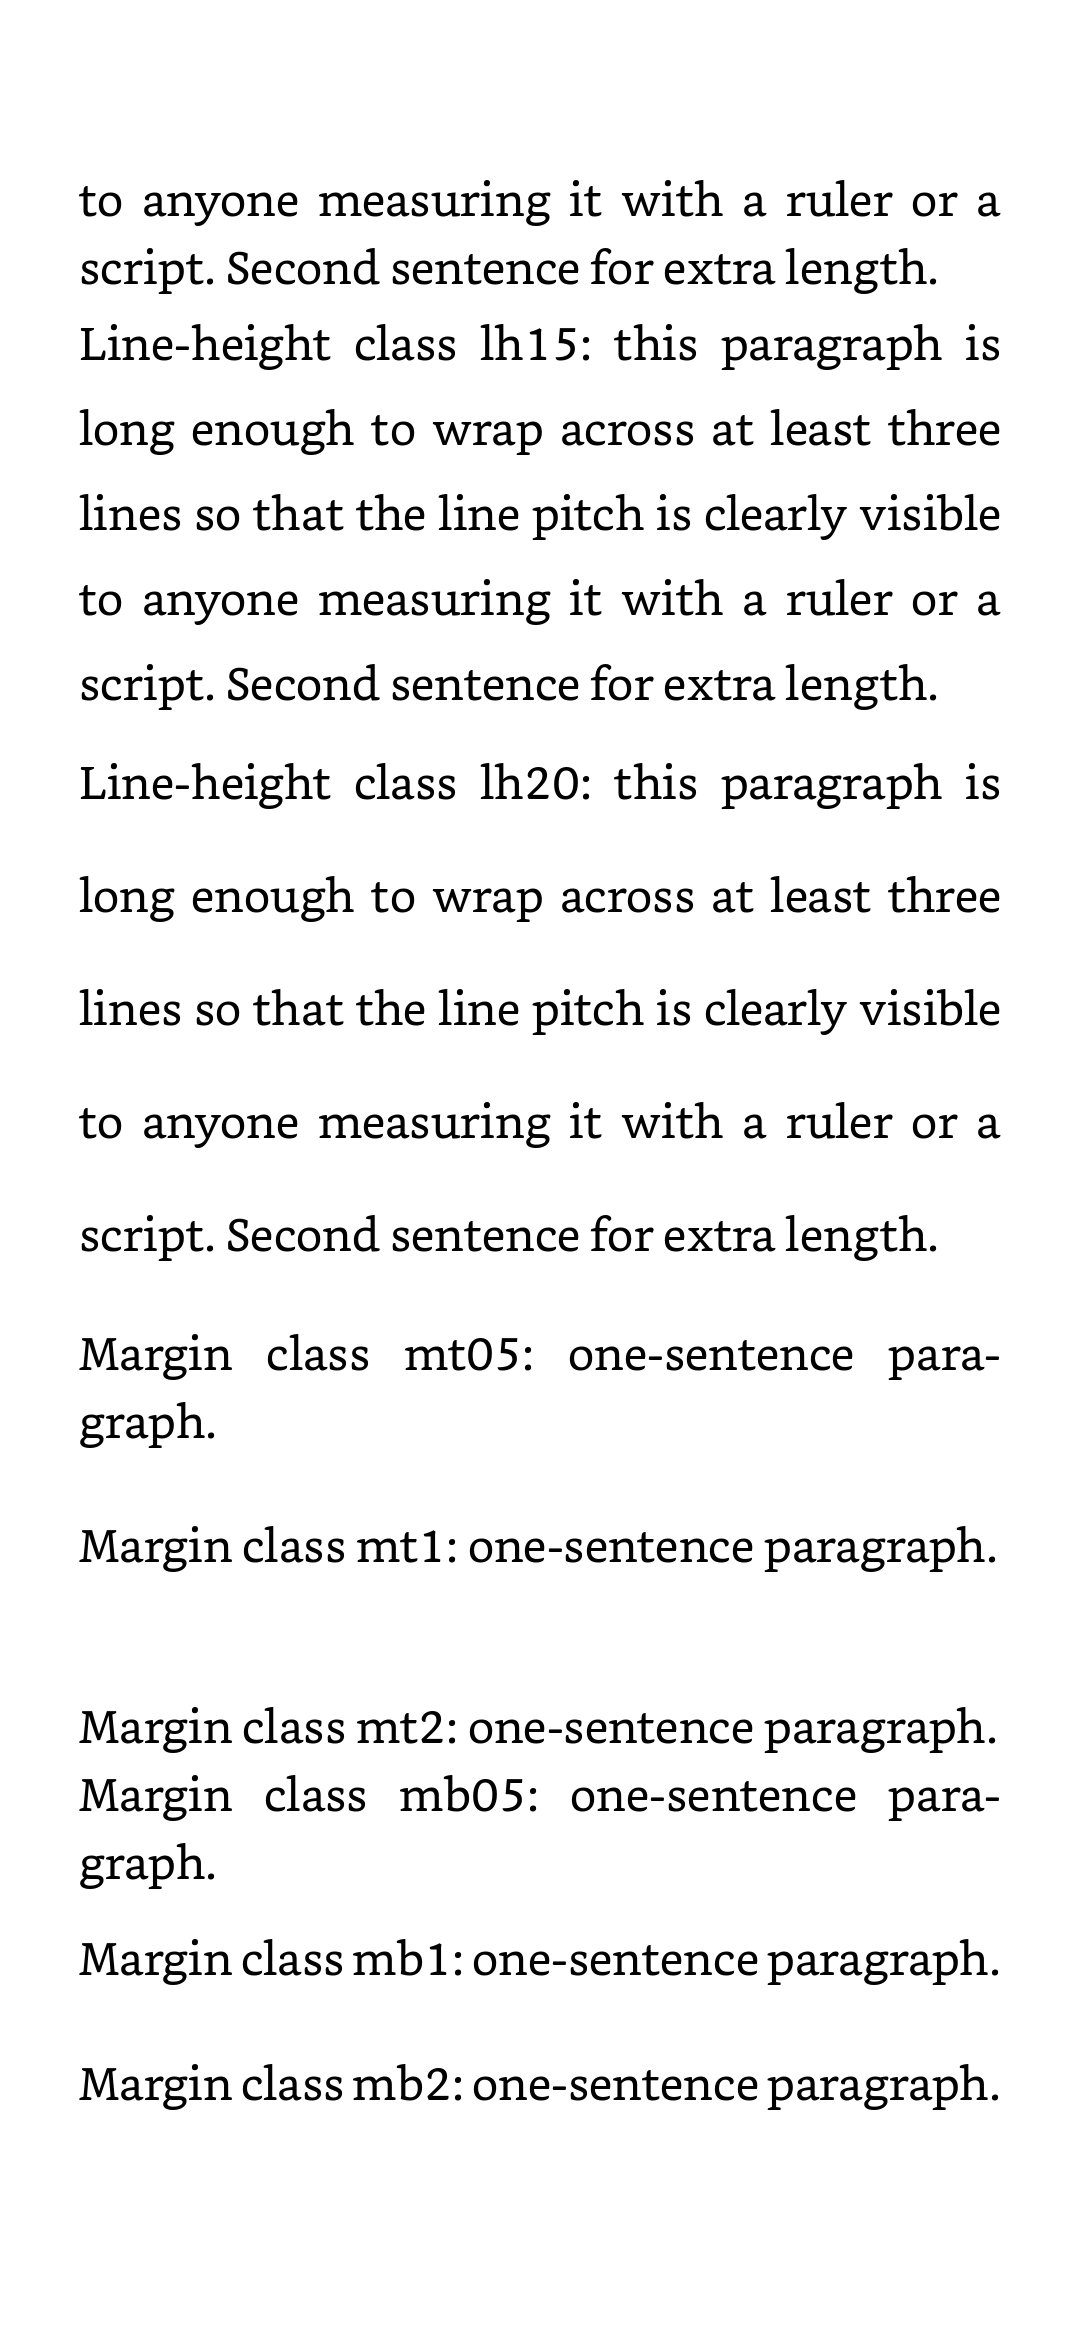 to anyone measuring it with a ruler or a
script. Second sentence for extra length.
Line-height class lh15: this paragraph is
long enough to wrap across at least three
lines so that the line pitch is clearly visible
to anyone measuring it with a ruler or a
script. Second sentence for extra length.
Line-height class lh20: this paragraph is
long enough to wrap across at least three
lines so that the line pitch is clearly visible
to anyone measuring it with a ruler or a
script. Second sentence for extra length.
Margin class mt05: one-sentence para-
graph.
Margin class mt1: one-sentence paragraph.
Margin class mt2: one-sentence paragraph.
Margin class mb05: one-sentence para-
graph.
Margin class mb1: one-sentence paragraph.
Margin class mb2: one-sentence paragraph.